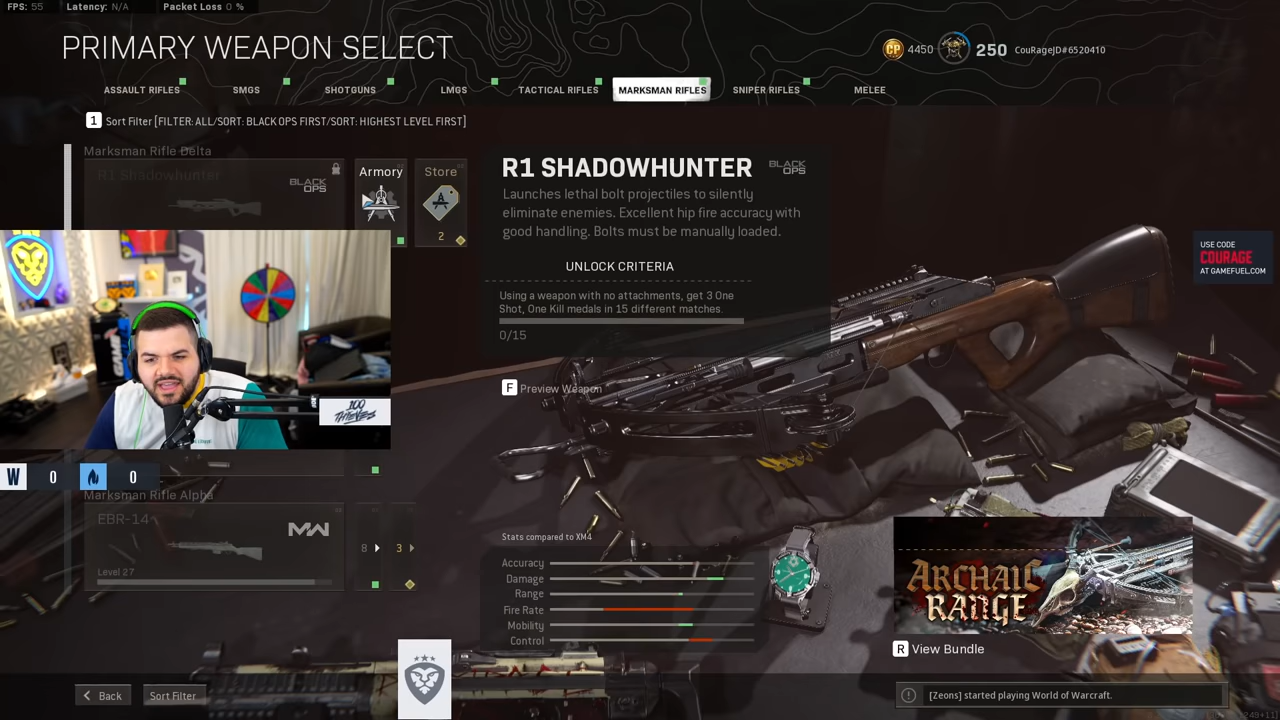 FPS: 55 Latency: N/A Packet Loss 0 %
PRIMARY WEAPON SELECT
4450
250
CouRageJD#6520410
ASSAULT RIFLES
SMGS
SHOTGUNS
LMGS
TACTICAL RIFLES
MARKSMAN RIFLES
SNIPER RIFLES
MELEE
1 Sort Filter [FILTER: ALL/SORT: BLACK OPS FIRST/SORT: HIGHEST LEVEL FIRST]
Marksman Rifle Delta
R1 Shadowhunter
BLACK OPS
Armory
Store
2
R1 SHADOWHUNTER
BLACK OPS
Launches lethal bolt projectiles to silently
eliminate enemies. Excellent hip fire accuracy with
good handling. Bolts must be manually loaded.
UNLOCK CRITERIA
Using a weapon with no attachments, get 3 One
Shot, One Kill medals in 15 different matches.
0/15
F Preview Weapon
USE CODE
COURAGE
AT GAMEFUEL.COM
100
THIEVES
W 0
0
Marksman Rifle Alpha
EBR-14
MW
8
3
Level 27
Stats compared to XM4
Accuracy
Damage
Range
Fire Rate
Mobility
Control
ARCHAIC
RANGE
R View Bundle
Back
Sort Filter
[Zeons] started playing World of Warcraft.